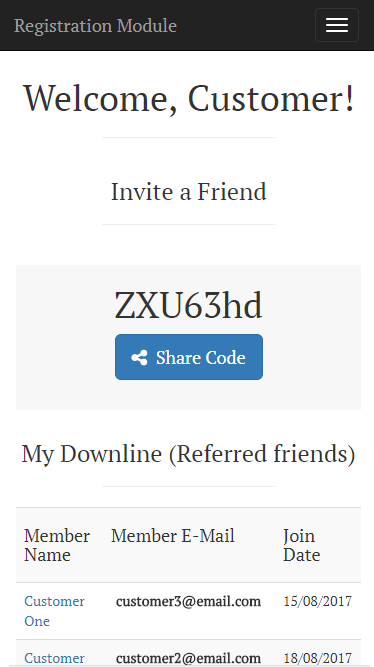 Registration Module
Welcome, Customer!
Invite a Friend
ZXU63hd
Share Code
My Downline (Referred friends)
Member Name Member E-Mail Join Date
Customer One customer3@email.com 15/08/2017
Customer customer2@email.com 18/08/2017